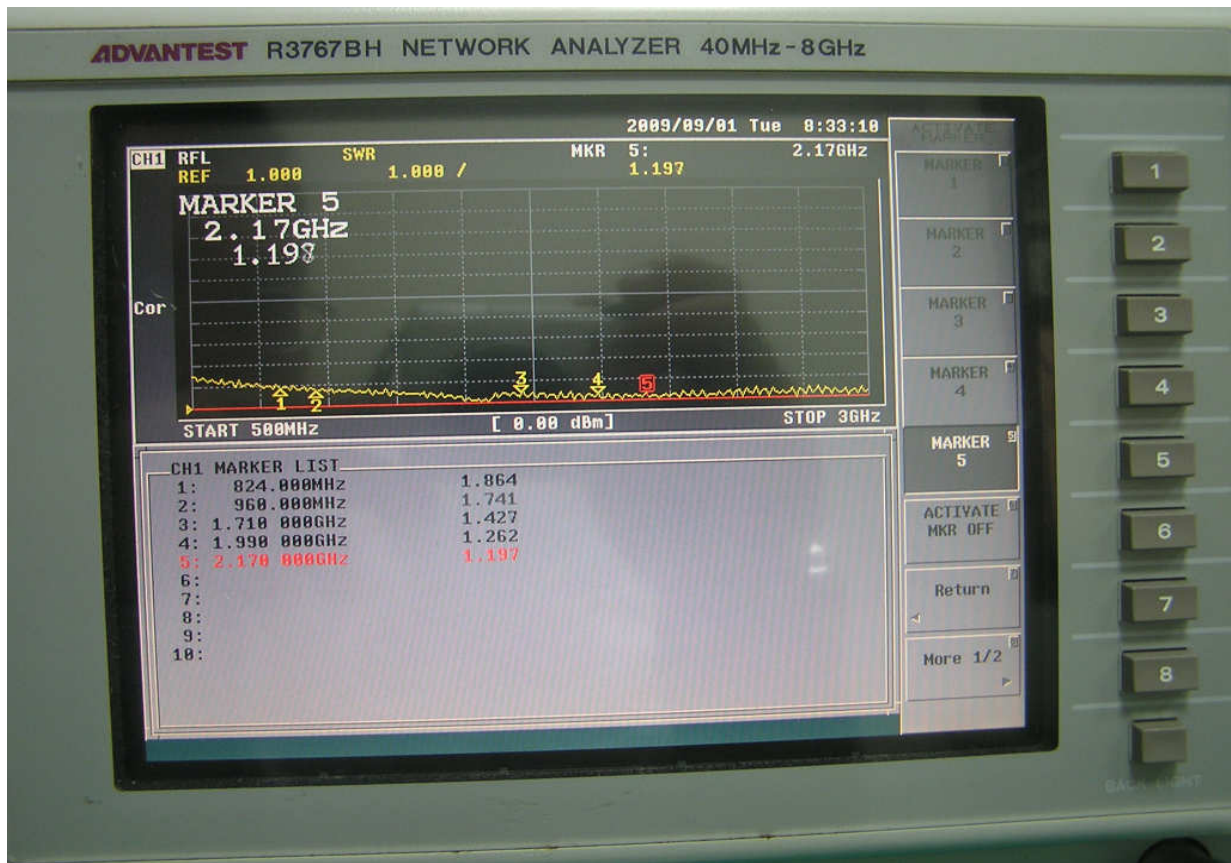 ADVANTEST R3767BH NETWORK ANALYZER 40MHz-8GHz
2009/09/01 Tue 8:33:10
CH1 RFL SWR MKR 5: 2.17GHz
REF 1.000 1.000 / 1.197
MARKER 5
2.17GHz
Cor
3 4 5
1 2
START 500MHz [ 0.00 dBm] STOP 3GHz
CH1 MARKER LIST
1: 824.000MHz 1.864
2: 960.000MHz 1.741
3: 1.710 000GHz 1.427
4: 1.990 000GHz 1.262
5: 2.170 000GHz 1.197
6:
7:
8:
9:
10:
ACTIVATE
MARKER
MARKER
1
MARKER
2
MARKER
3
MARKER
4
MARKER
5
ACTIVATE
MKR OFF
Return
More 1/2
1
2
3
4
5
6
7
8
BACK LIGHT